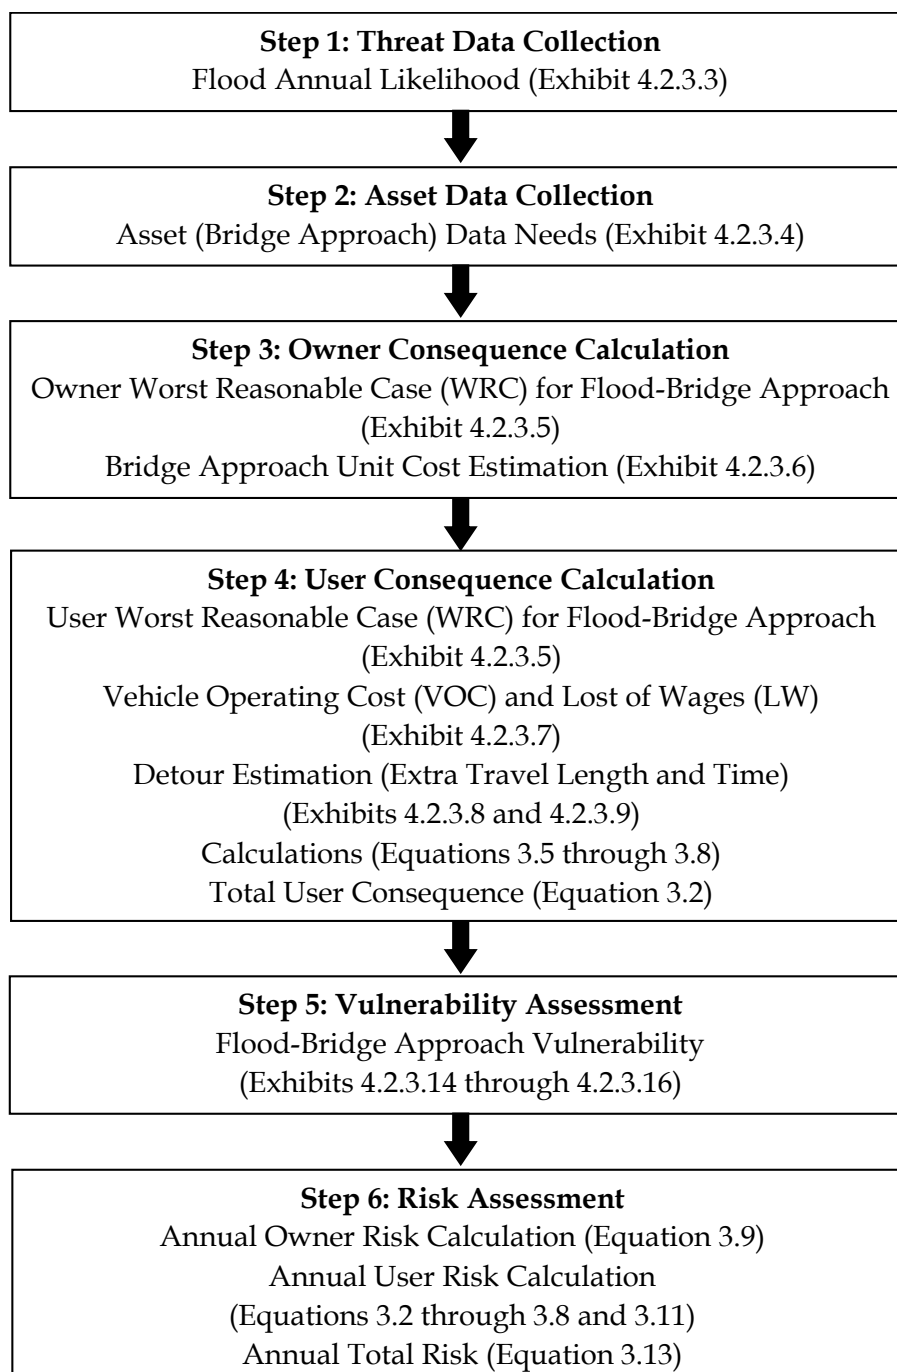 Step 1: Threat Data Collection
Flood Annual Likelihood (Exhibit 4.2.3.3)
Step 2: Asset Data Collection
Asset (Bridge Approach) Data Needs (Exhibit 4.2.3.4)
Step 3: Owner Consequence Calculation
Owner Worst Reasonable Case (WRC) for Flood-Bridge Approach
(Exhibit 4.2.3.5)
Bridge Approach Unit Cost Estimation (Exhibit 4.2.3.6)
Step 4: User Consequence Calculation
User Worst Reasonable Case (WRC) for Flood-Bridge Approach
(Exhibit 4.2.3.5)
Vehicle Operating Cost (VOC) and Lost of Wages (LW)
(Exhibit 4.2.3.7)
Detour Estimation (Extra Travel Length and Time)
(Exhibits 4.2.3.8 and 4.2.3.9)
Calculations (Equations 3.5 through 3.8)
Total User Consequence (Equation 3.2)
Step 5: Vulnerability Assessment
Flood-Bridge Approach Vulnerability
(Exhibits 4.2.3.14 through 4.2.3.16)
Step 6: Risk Assessment
Annual Owner Risk Calculation (Equation 3.9)
Annual User Risk Calculation
(Equations 3.2 through 3.8 and 3.11)
Annual Total Risk (Equation 3.13)